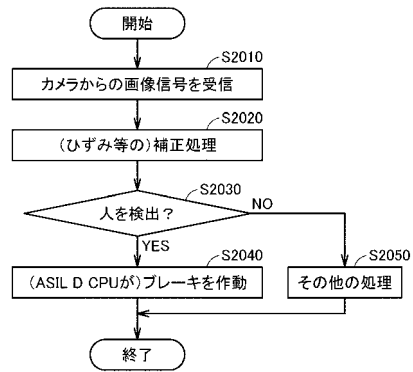 開始
S2010
カメラからの画像信号を受信
S2020
(ひずみ等の)補正処理
S2030
人を検出？
NO
YES
S2040
(ASIL D CPUが)ブレーキを作動
S2050
その他の処理
終了